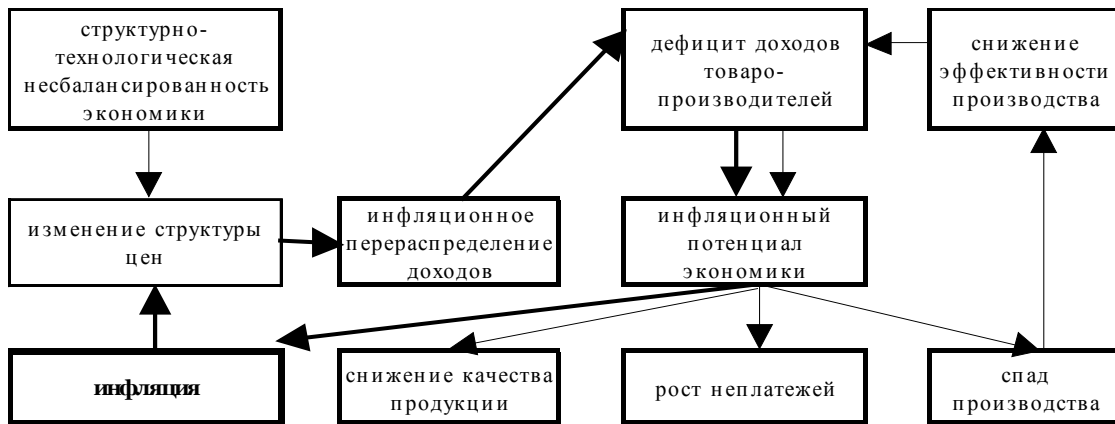 структурно-
технологическая
несбалансированность
экономики
дефицит доходов
товаро-
производителей
снижение
эффективности
производства
изменение структуры
цен
инфляционное
перераспределение
доходов
инфляционный
потенциал
экономики
инфляция
снижение качества
продукции
рост неплатежей
спад
производства